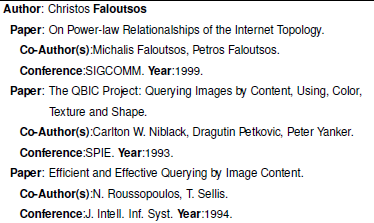 Author: Christos Faloutsos
Paper: On Power-law Relationalships of the Internet Topology.
Co-Author(s):Michalis Faloutsos, Petros Faloutsos.
Conference:SIGCOMM. Year:1999.
Paper: The QBIC Project: Querying Images by Content, Using, Color,
Texture and Shape.
Co-Author(s):Carlton W. Niblack, Dragutin Petkovic, Peter Yanker.
Conference:SPIE. Year:1993.
Paper: Efficient and Effective Querying by Image Content.
Co-Author(s):N. Roussopoulos, T. Sellis.
Conference:J. Intell. Inf. Syst. Year:1994.